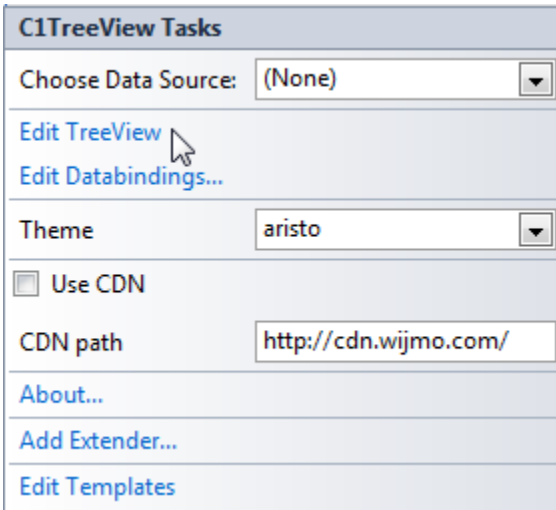 C1TreeView Tasks
Choose Data Source: (None)
Edit TreeView
Edit Databindings...
Theme aristo
Use CDN
CDN path http://cdn.wijmo.com/
About...
Add Extender...
Edit Templates